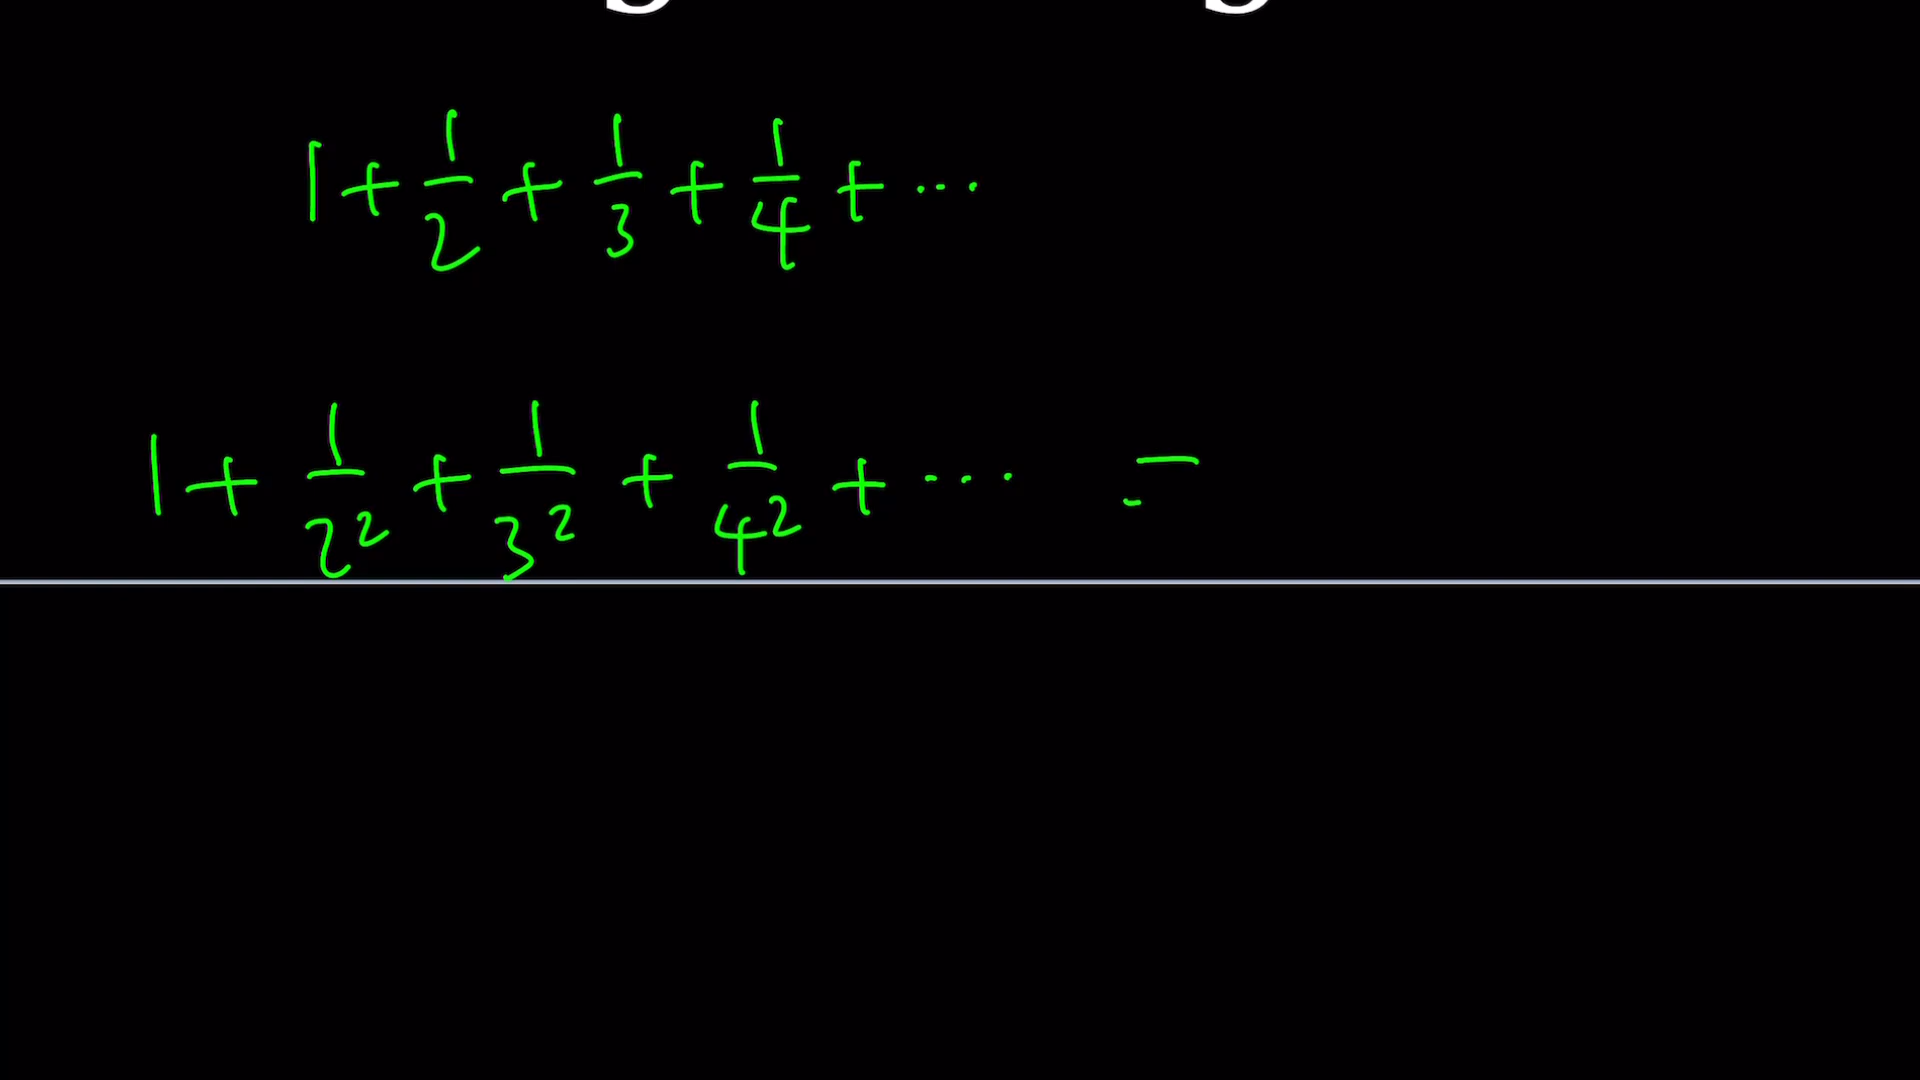 1 + 1/2 + 1/3 + 1/4 + ...
1 + 1/2² + 1/3² + 1/4² + ... =